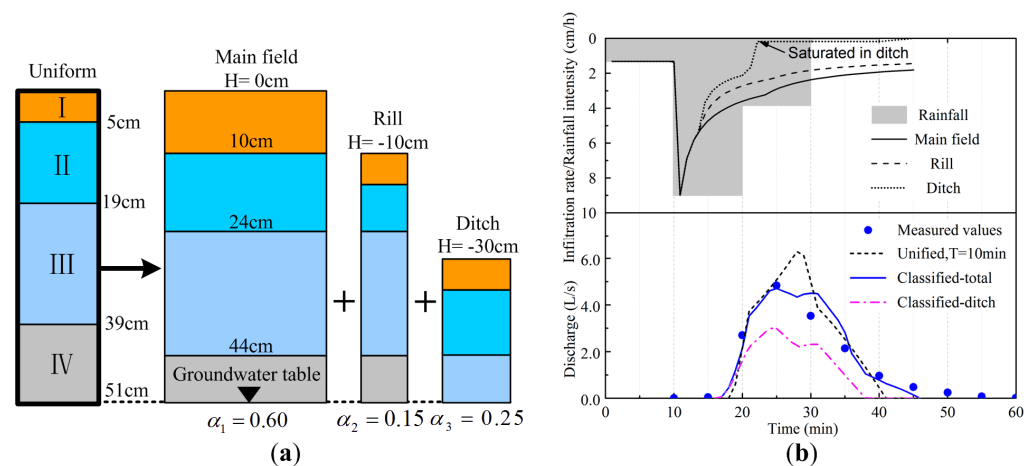 (a)
Uniform
I
5cm
II
19cm
III
39cm
IV
51cm
Main field
H= 0cm
10cm
24cm
44cm
Groundwater table
α1 = 0.60
+
Rill
H= -10cm
α2 = 0.15
+
Ditch
H= -30cm
α3 = 0.25
(a)
(b)
Infiltration rate/Rainfall intensity (cm/h)
0
2
4
6
8
10
Saturated in ditch
Rainfall
Main field
Rill
Ditch
Discharge (L/s)
6.0
4.0
2.0
0.0
Measured values
Unified,T=10min
Classified-total
Classified-ditch
0 10 20 30 40 50 60
Time (min)
(b)